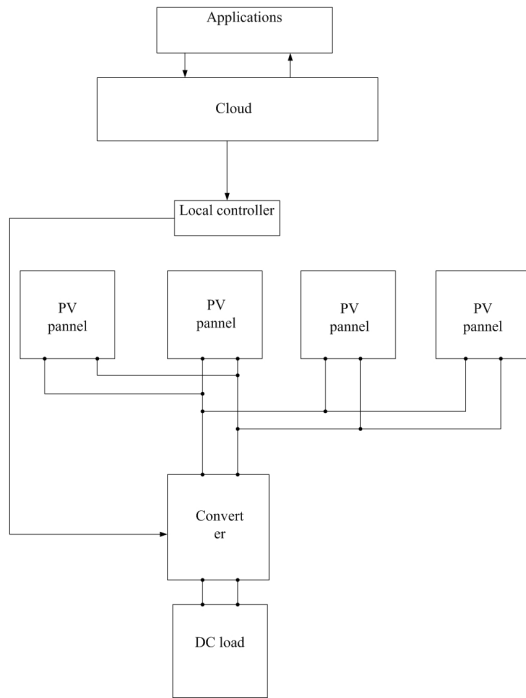 Applications
Cloud
Local controller
PV
pannel
PV
pannel
PV
pannel
PV
pannel
Convert
er
DC load